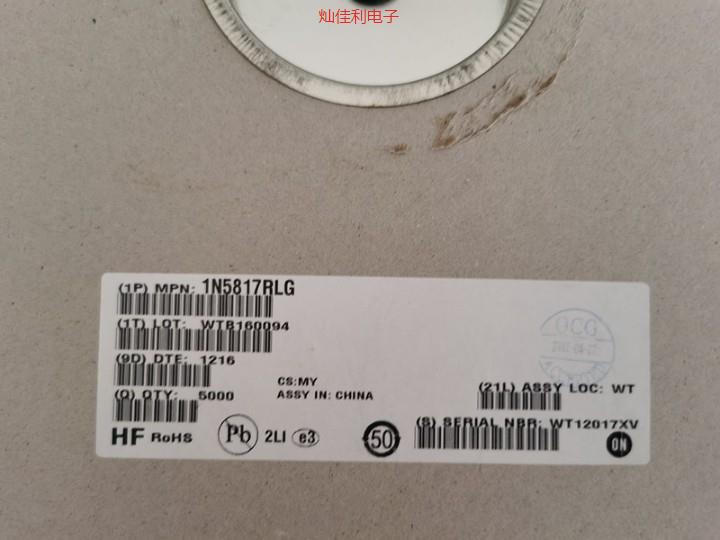 灿佳利电子
(1P) MPN: 1N5817RLG
(1T) LOT: WTB160094
(9D) DTE: 1216
(Q) QTY: 5000
CS:MY
ASSY IN: CHINA
(21L) ASSY LOC: WT
(S) SERIAL NBR: WT12017XV
HF RoHS
Pb
2LI
e3
50
ON